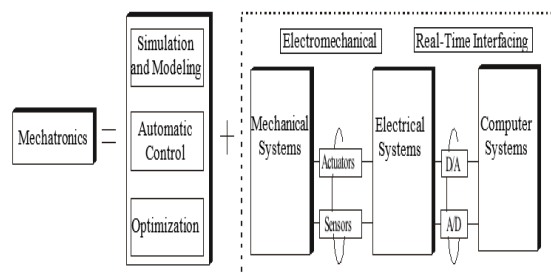 Mechatronics
=
Simulation
and Modeling
Automatic
Control
Optimization
+
Electromechanical
Real-Time Interfacing
Mechanical
Systems
Actuators
Sensors
Electrical
Systems
D/A
A/D
Computer
Systems